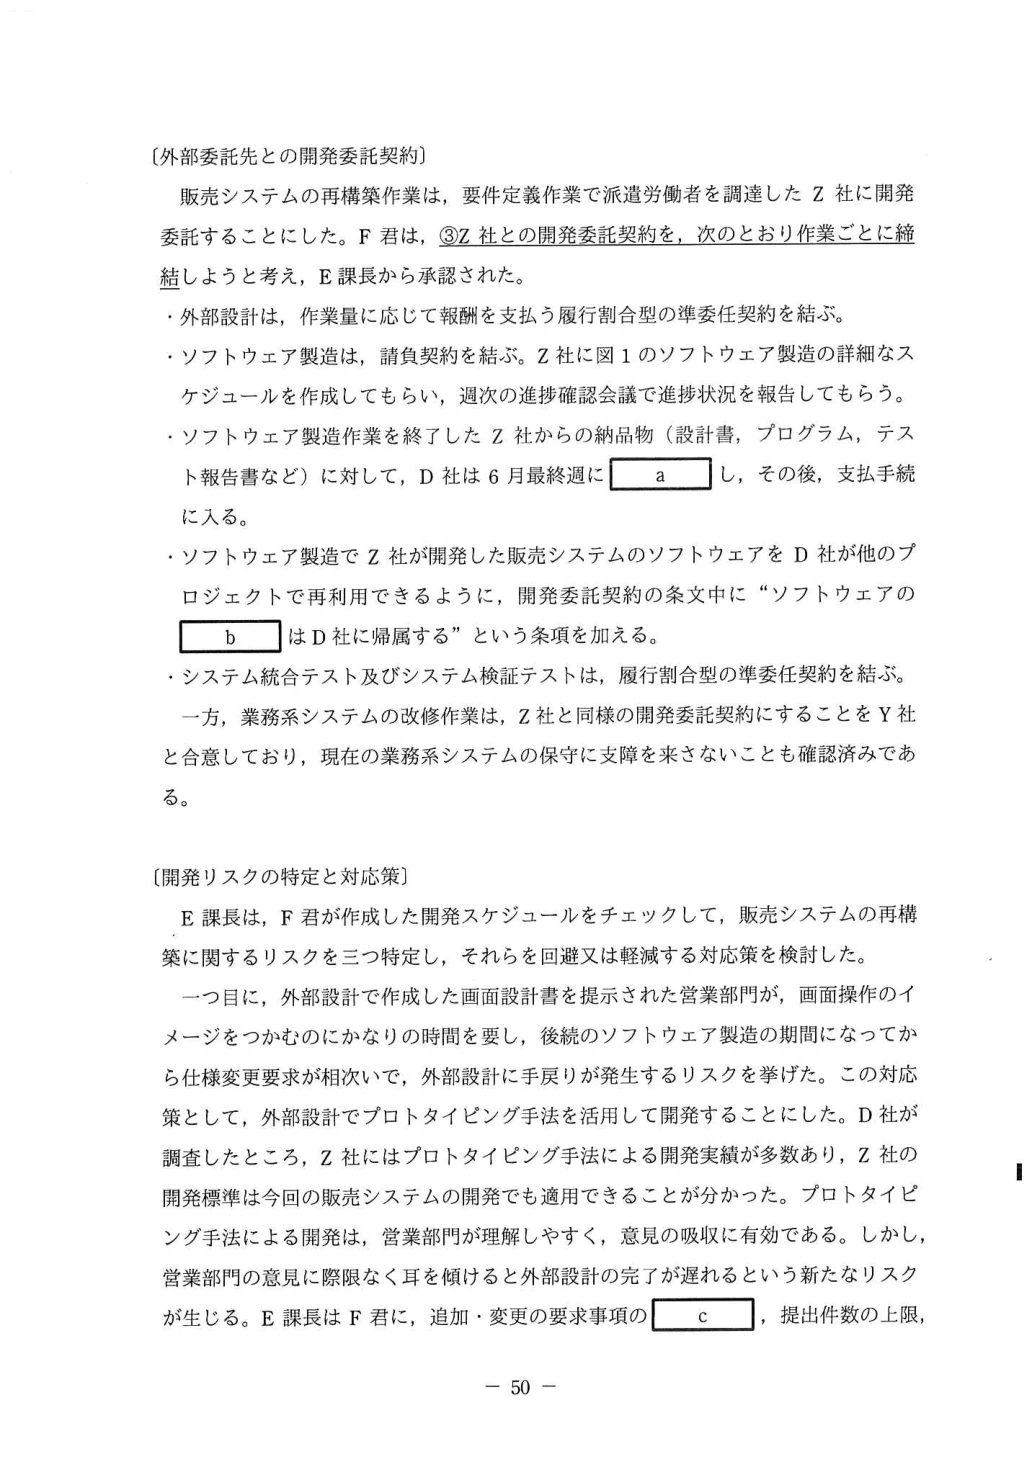 〔外部委託先との開発委託契約〕
販売システムの再構築作業は，要件定義作業で派遣労働者を調達した Z 社に開発
委託することにした。F 君は，③Z 社との開発委託契約を，次のとおり作業ごとに締
結しようと考え，E 課長から承認された。
・外部設計は，作業量に応じて報酬を支払う履行割合型の準委任契約を結ぶ。
・ソフトウェア製造は，請負契約を結ぶ。Z 社に図 1 のソフトウェア製造の詳細なス
ケジュールを作成してもらい，週次の進捗確認会議で進捗状況を報告してもらう。
・ソフトウェア製造作業を終了した Z 社からの納品物（設計書，プログラム，テス
ト報告書など）に対して，D 社は 6 月最終週に a し，その後，支払手続
に入る。
・ソフトウェア製造で Z 社が開発した販売システムのソフトウェアを D 社が他のプ
ロジェクトで再利用できるように，開発委託契約の条文中に“ソフトウェアの
b は D 社に帰属する”という条項を加える。
・システム統合テスト及びシステム検証テストは，履行割合型の準委任契約を結ぶ。
一方，業務系システムの改修作業は，Z 社と同様の開発委託契約にすることを Y 社
と合意しており，現在の業務系システムの保守に支障を来さないことも確認済みであ
る。
〔開発リスクの特定と対応策〕
E 課長は，F 君が作成した開発スケジュールをチェックして，販売システムの再構
築に関するリスクを三つ特定し，それらを回避又は軽減する対応策を検討した。
一つ目に，外部設計で作成した画面設計書を提示された営業部門が，画面操作のイ
メージをつかむのにかなりの時間を要し，後続のソフトウェア製造の期間になってか
ら仕様変更要求が相次いで，外部設計に手戻りが発生するリスクを挙げた。この対応
策として，外部設計でプロトタイピング手法を活用して開発することにした。D 社が
調査したところ，Z 社にはプロトタイピング手法による開発実績が多数あり，Z 社の
開発標準は今回の販売システムの開発でも適用できることが分かった。プロトタイピ
ング手法による開発は，営業部門が理解しやすく，意見の吸収に有効である。しかし，
営業部門の意見に際限なく耳を傾けると外部設計の完了が遅れるという新たなリスク
が生じる。E 課長は F 君に，追加・変更の要求事項の c ，提出件数の上限，
－ 50 －